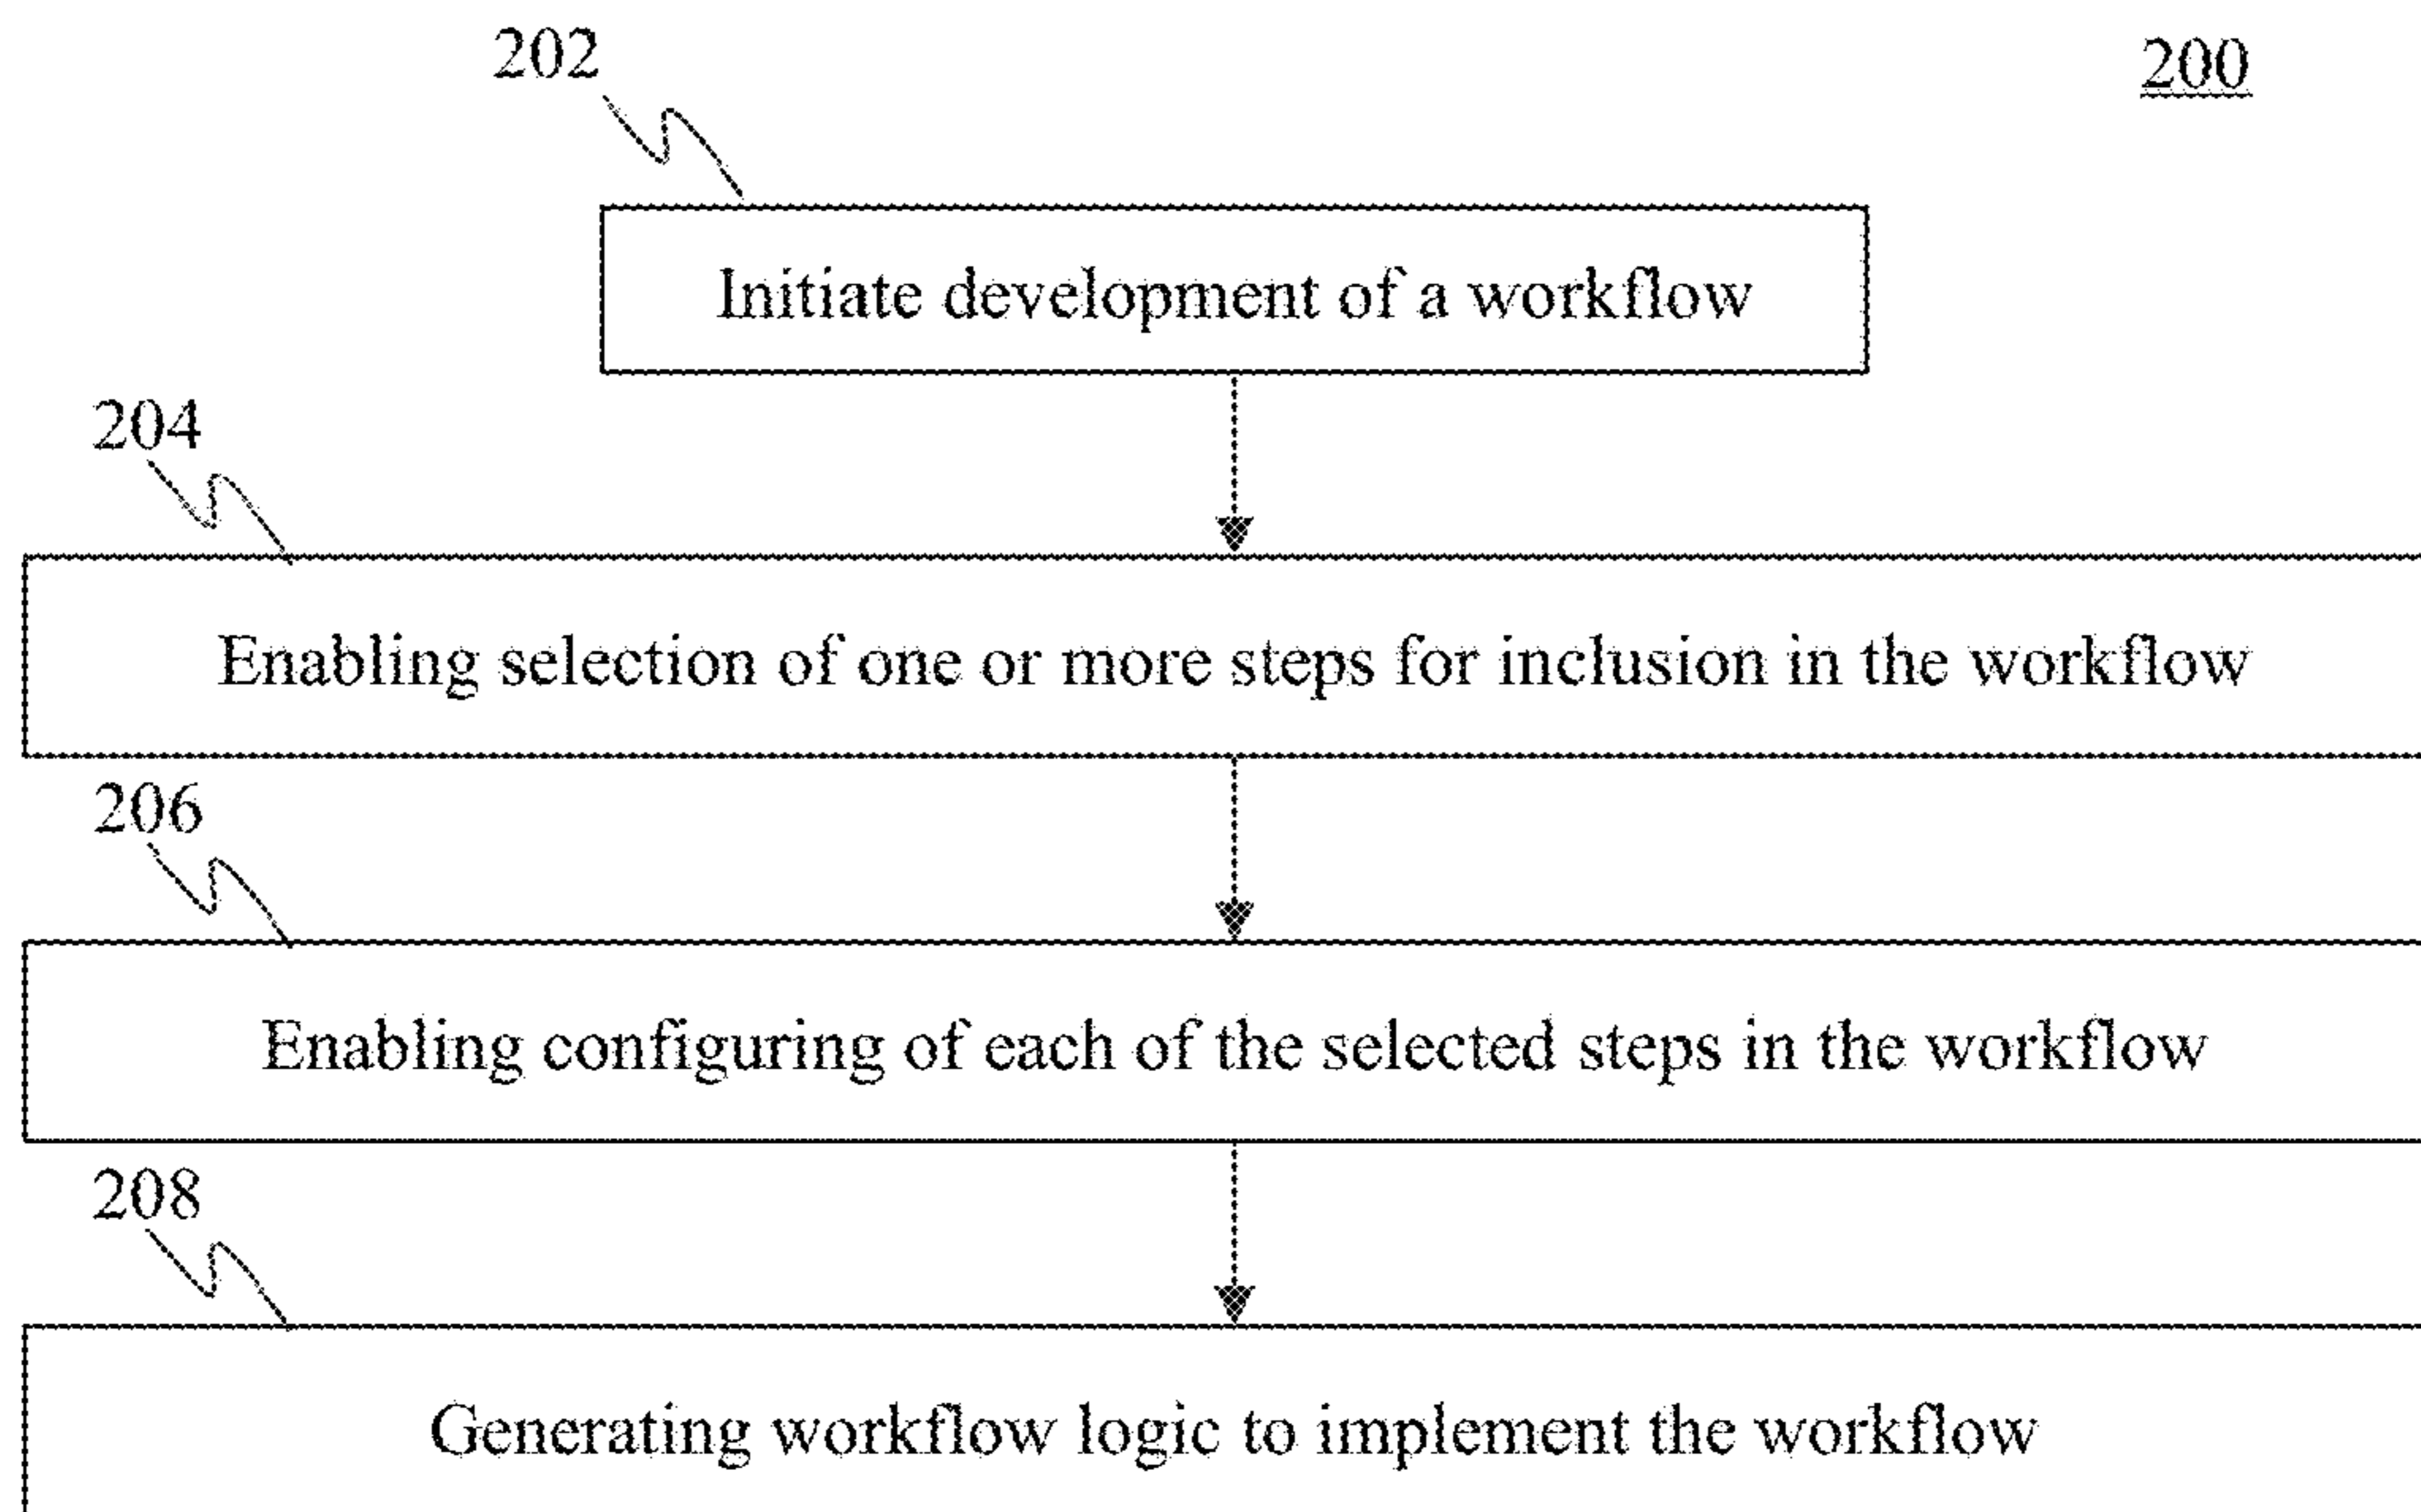 202
200
Initiate development of a workflow
204
Enabling selection of one or more steps for inclusion in the workflow
206
Enabling configuring of each of the selected steps in the workflow
208
Generating workflow logic to implement the workflow